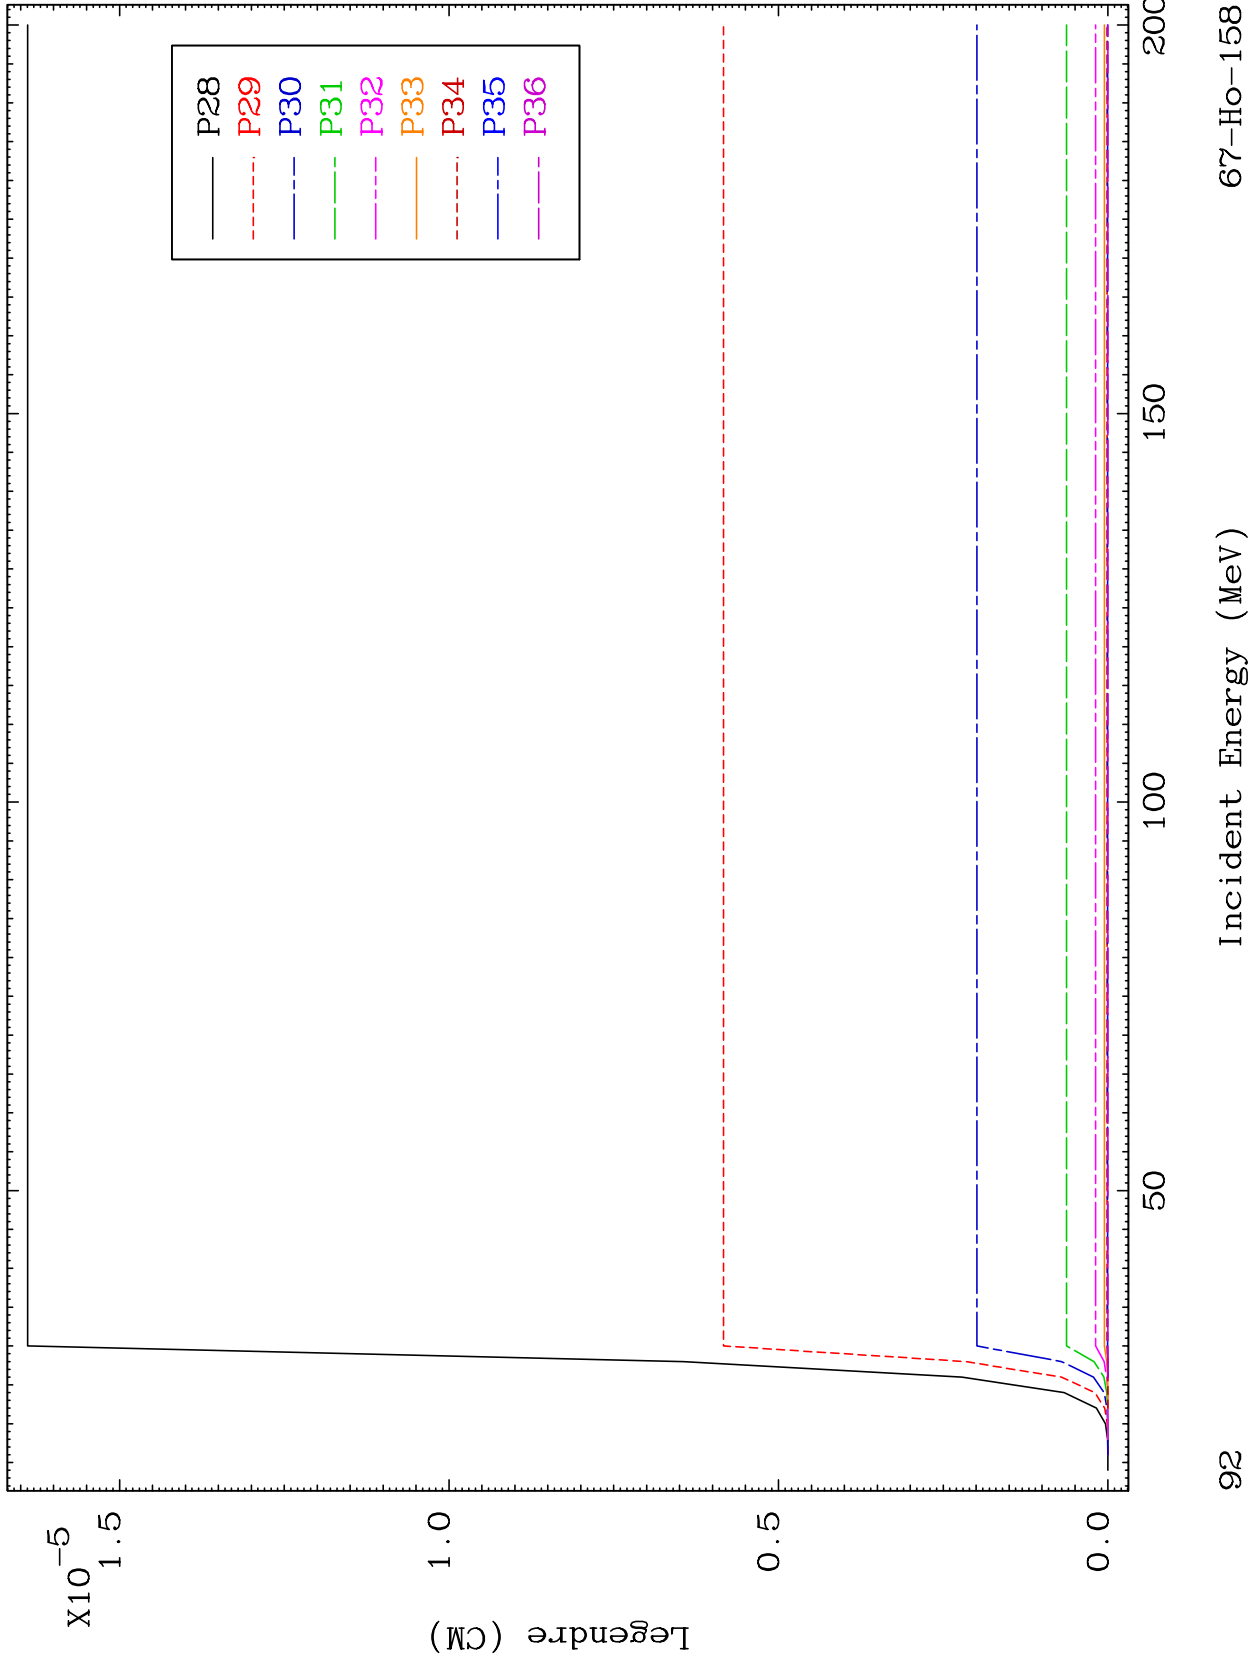 X10-5
1.5
1.0
0.5
0.0
Legendre (CM)
P28
P29
P30
P31
P32
P33
P34
P35
P36
50
100
150
200
Incident Energy (MeV)
92
67-Ho-158